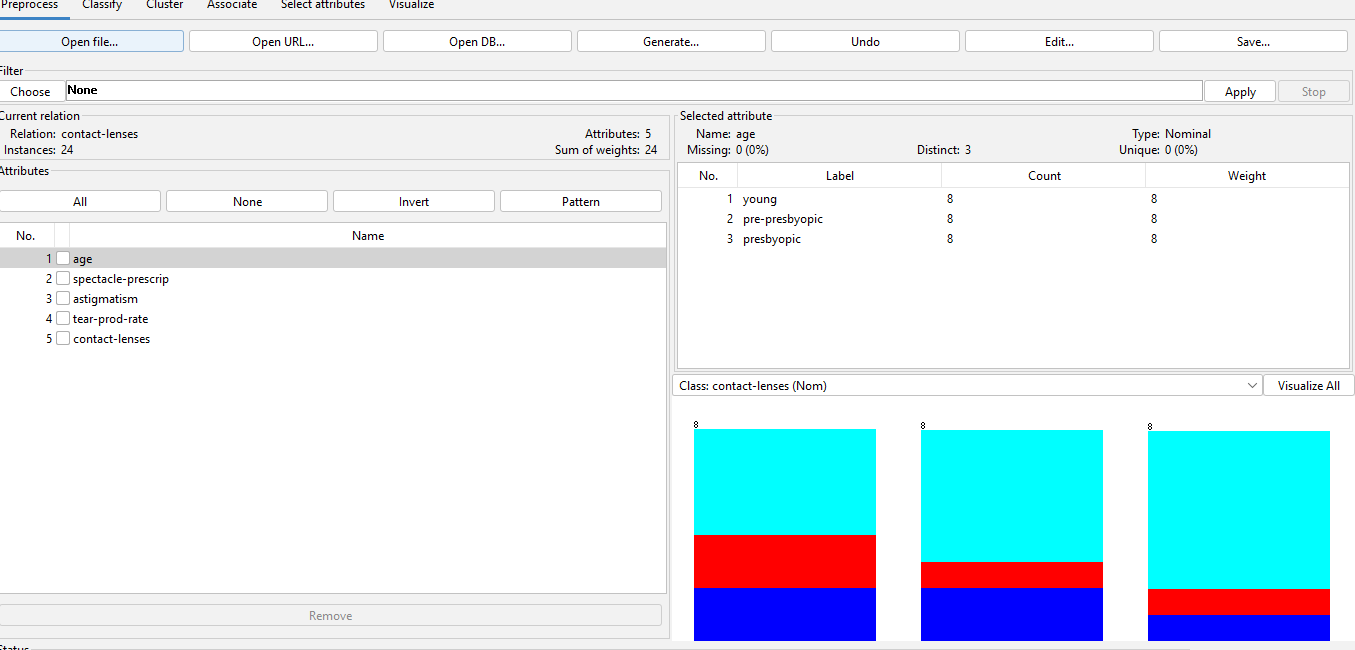 Preprocess Classify Cluster Associate Select attributes Visualize
Open file... Open URL... Open DB... Generate... Undo Edit... Save...
Filter
Choose None Apply Stop
Current relation
Relation: contact-lenses Attributes: 5
Instances: 24 Sum of weights: 24
Attributes
All None Invert Pattern
No. Name
1 age
2 spectacle-prescrip
3 astigmatism
4 tear-prod-rate
5 contact-lenses
Remove
Status
Selected attribute
Name: age Type: Nominal
Missing: 0 (0%) Distinct: 3 Unique: 0 (0%)
No. Label Count Weight
1 young 8 8
2 pre-presbyopic 8 8
3 presbyopic 8 8
Class: contact-lenses (Nom) Visualize All
8 8 8